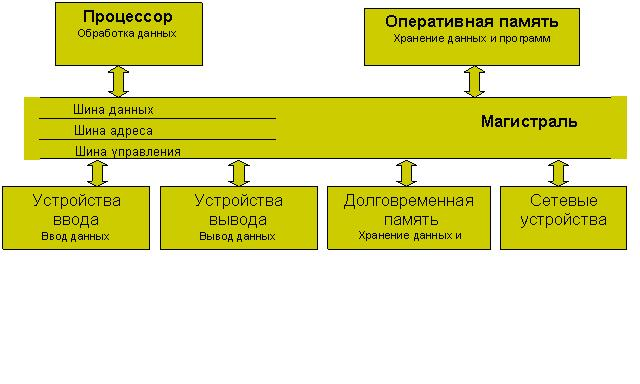 Процессор
Обработка данных
Оперативная память
Хранение данных и программ
Шина данных
Шина адреса
Шина управления
Магистраль
Устройства
ввода
Ввод данных
Устройства
вывода
Вывод данных
Долговременная
память
Хранение данных и
Сетевые
устройства